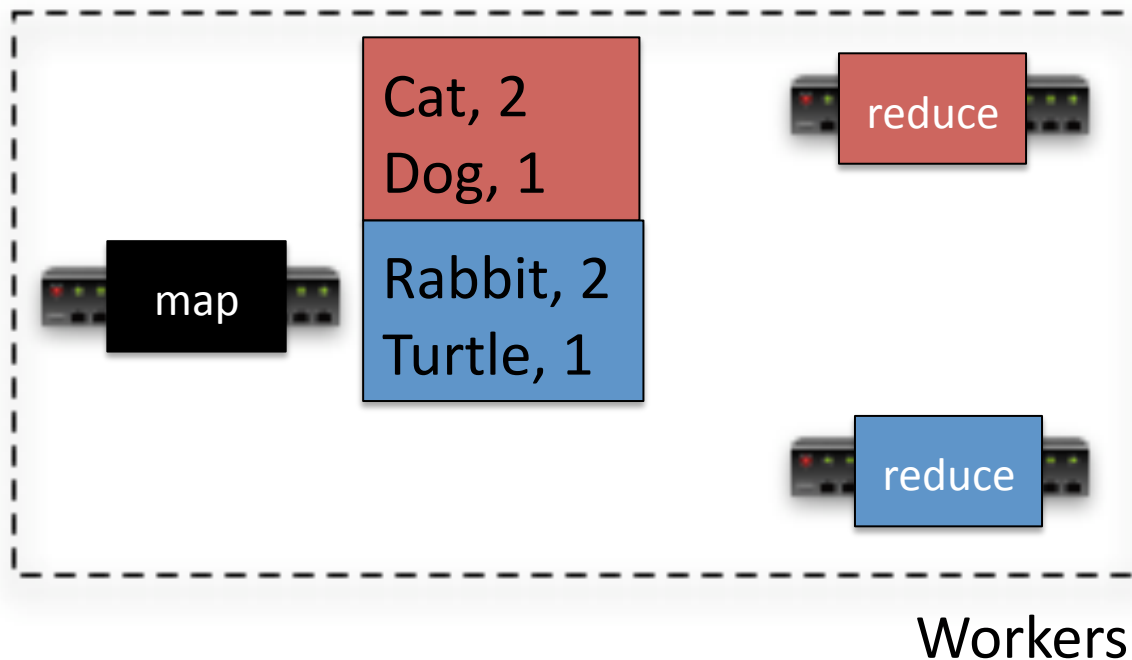 Cat, 2
Dog, 1
reduce
map
Rabbit, 2
Turtle, 1
reduce
Workers